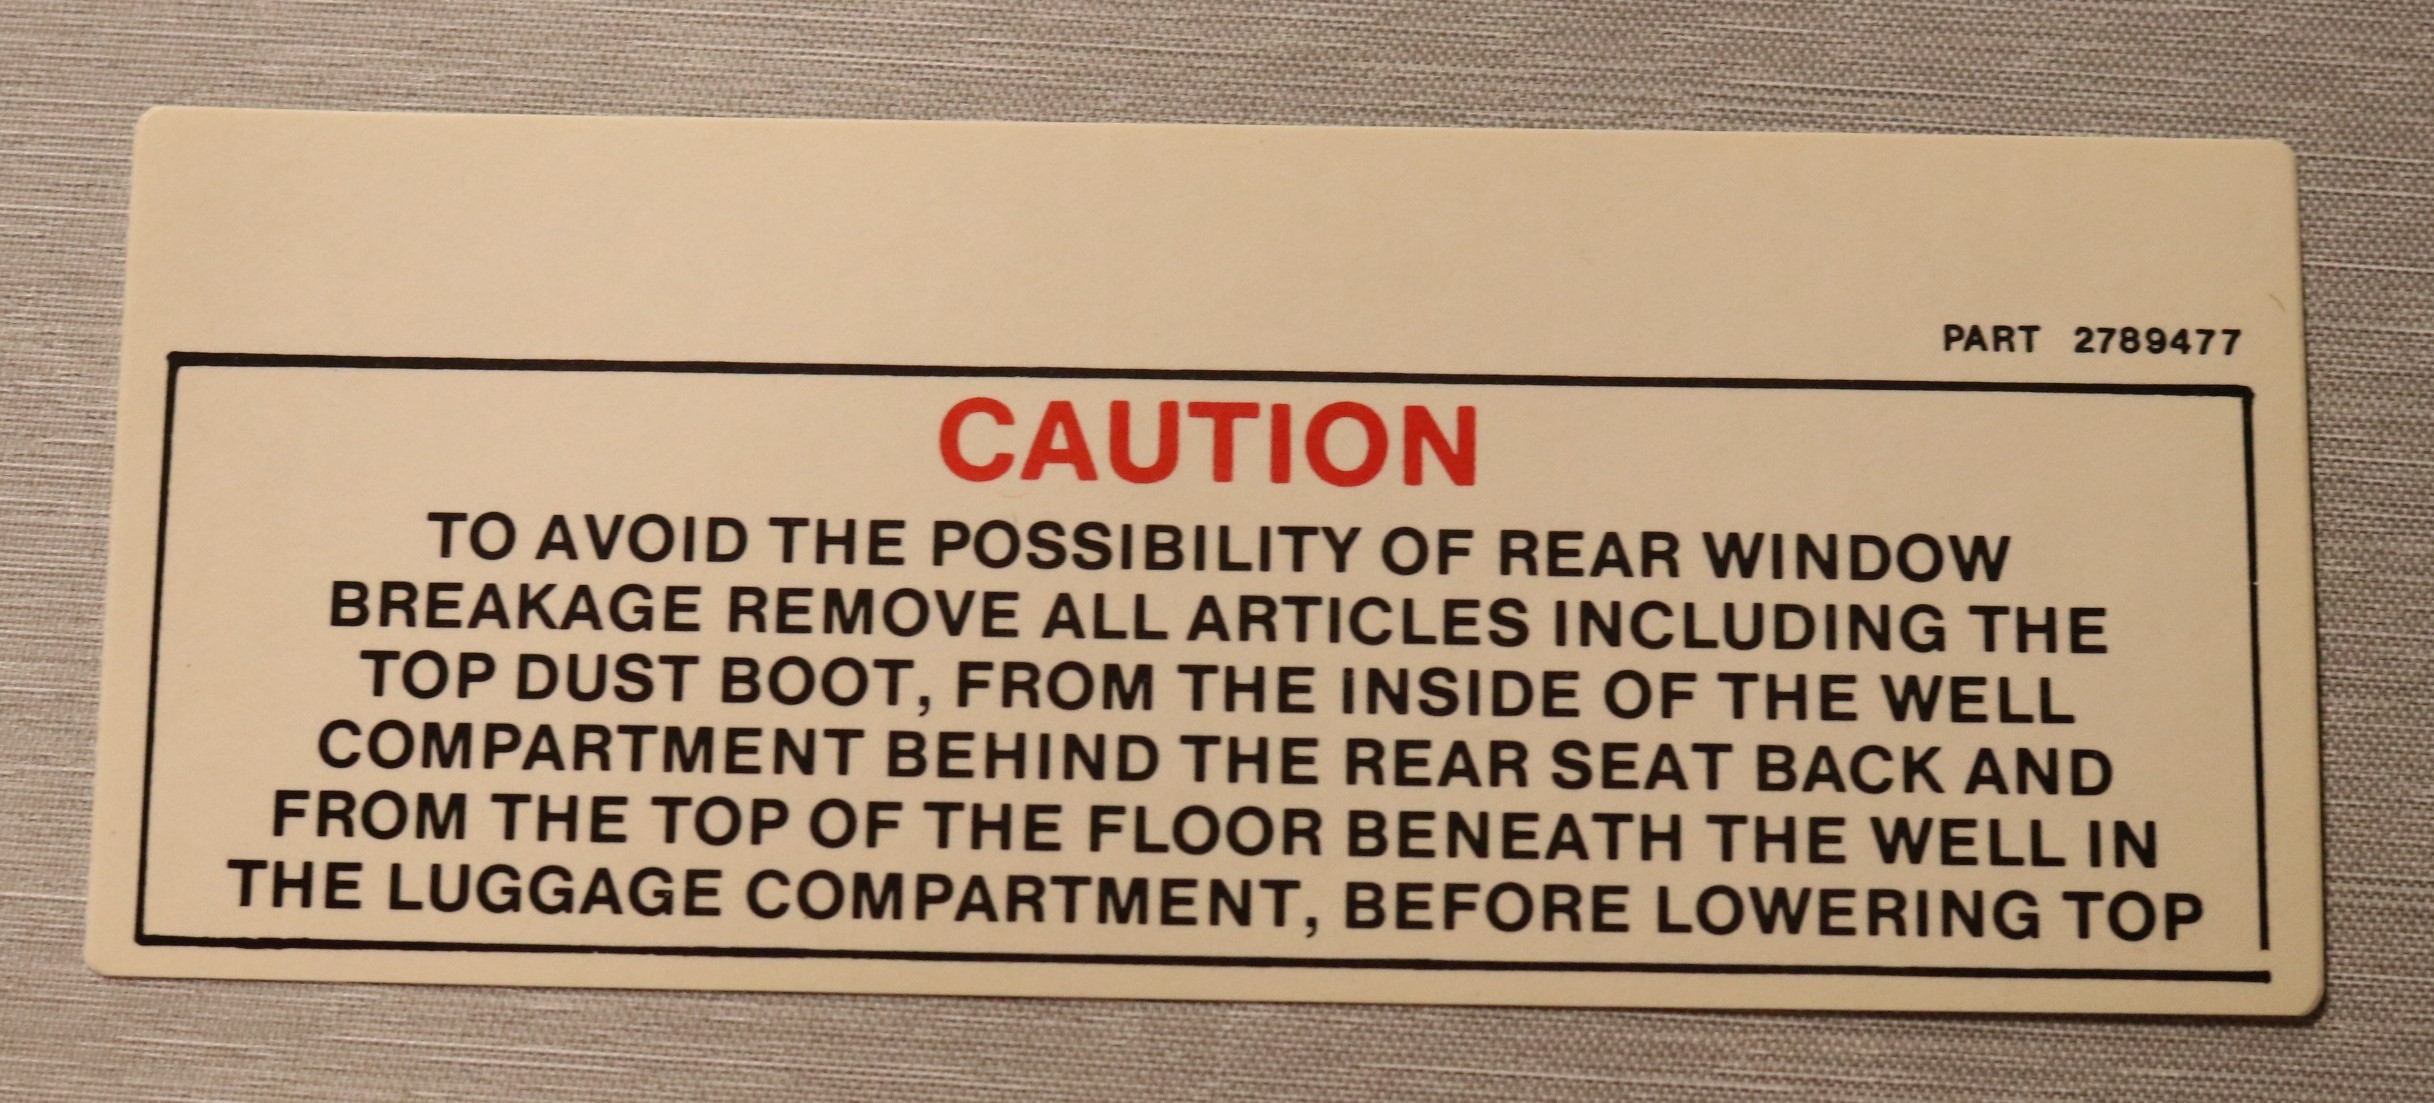 PART 2789477
CAUTION
TO AVOID THE POSSIBILITY OF REAR WINDOW
BREAKAGE REMOVE ALL ARTICLES INCLUDING THE
TOP DUST BOOT, FROM THE INSIDE OF THE WELL
COMPARTMENT BEHIND THE REAR SEAT BACK AND
FROM THE TOP OF THE FLOOR BENEATH THE WELL IN
THE LUGGAGE COMPARTMENT, BEFORE LOWERING TOP